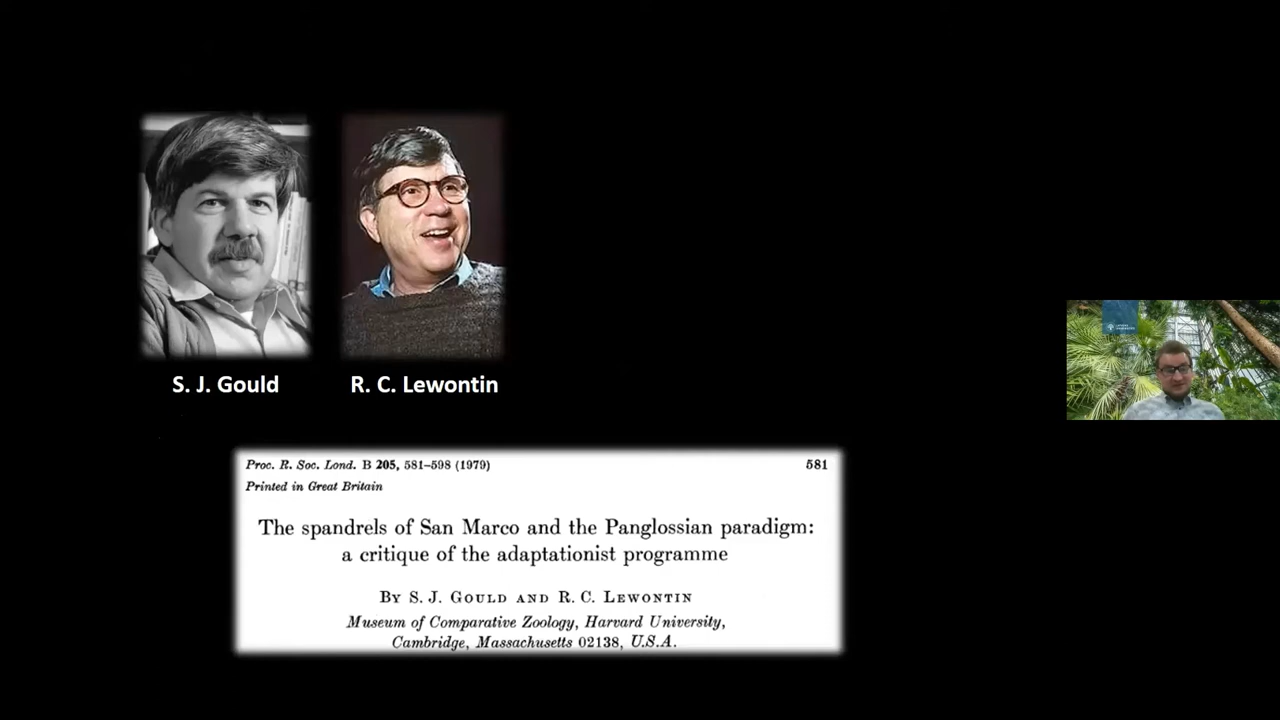 S. J. Gould
R. C. Lewontin
Proc. R. Soc. Lond. B 205, 581–598 (1979)
581
Printed in Great Britain
The spandrels of San Marco and the Panglossian paradigm:
a critique of the adaptationist programme
By S. J. Gould and R. C. Lewontin
Museum of Comparative Zoology, Harvard University,
Cambridge, Massachusetts 02138, U.S.A.